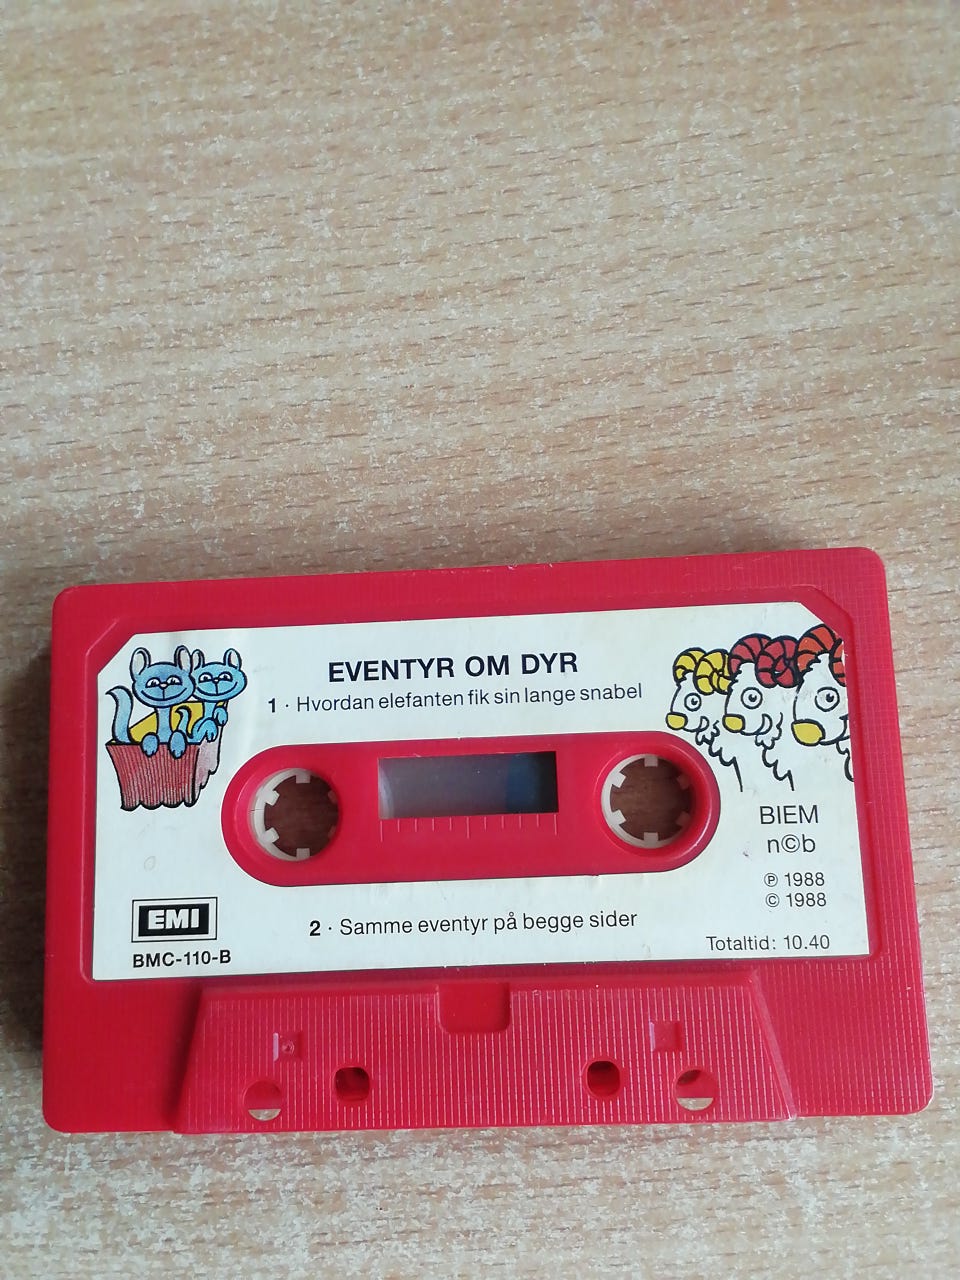 EVENTYR OM DYR
1 · Hvordan elefanten fik sin lange snabel
BIEM
n©b
℗ 1988
© 1988
EMI
BMC-110-B
2 · Samme eventyr på begge sider
Totaltid: 10.40